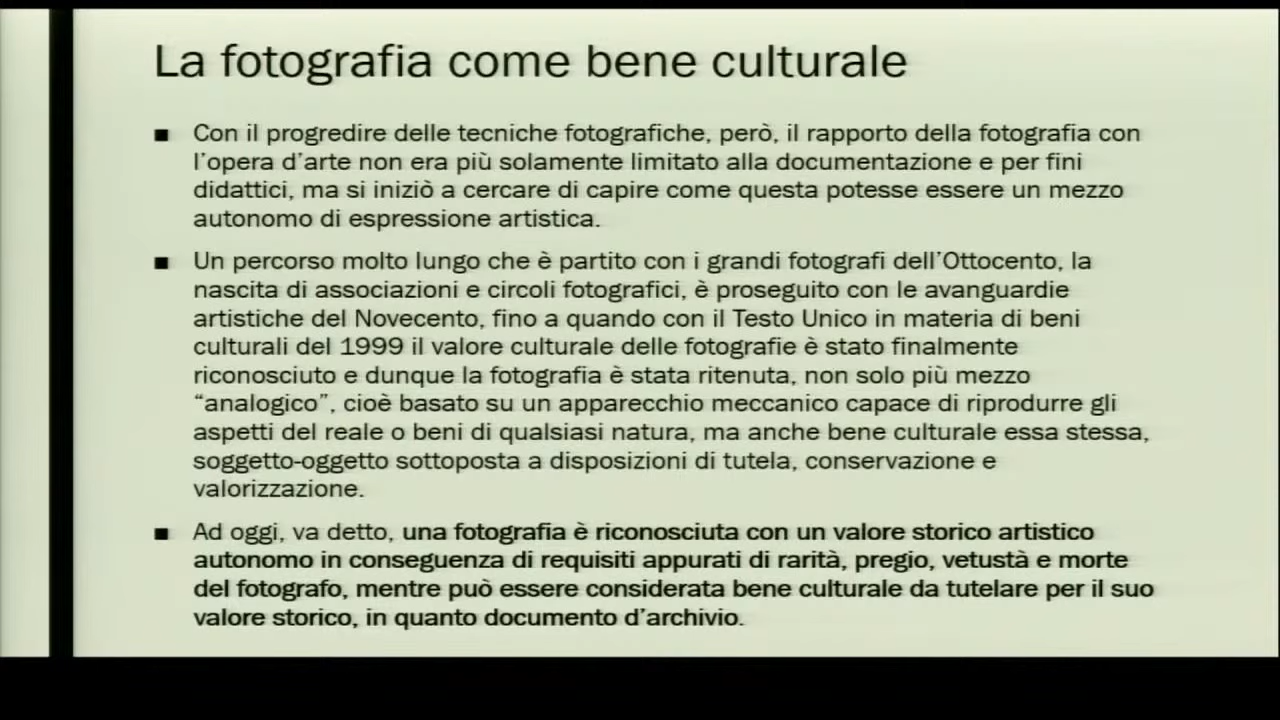 La fotografia come bene culturale
Con il progredire delle tecniche fotografiche, però, il rapporto della fotografia con
l'opera d'arte non era più solamente limitato alla documentazione e per fini
didattici, ma si iniziò a cercare di capire come questa potesse essere un mezzo
autonomo di espressione artistica.
Un percorso molto lungo che è partito con i grandi fotografi dell'Ottocento, la
nascita di associazioni e circoli fotografici, è proseguito con le avanguardie
artistiche del Novecento, fino a quando con il Testo Unico in materia di beni
culturali del 1999 il valore culturale delle fotografie è stato finalmente
riconosciuto e dunque la fotografia è stata ritenuta, non solo più mezzo
“analogico”, cioè basato su un apparecchio meccanico capace di riprodurre gli
aspetti del reale o beni di qualsiasi natura, ma anche bene culturale essa stessa,
soggetto-oggetto sottoposta a disposizioni di tutela, conservazione e
valorizzazione.
Ad oggi, va detto, una fotografia è riconosciuta con un valore storico artistico
autonomo in conseguenza di requisiti appurati di rarità, pregio, vetustà e morte
del fotografo, mentre può essere considerata bene culturale da tutelare per il suo
valore storico, in quanto documento d'archivio.